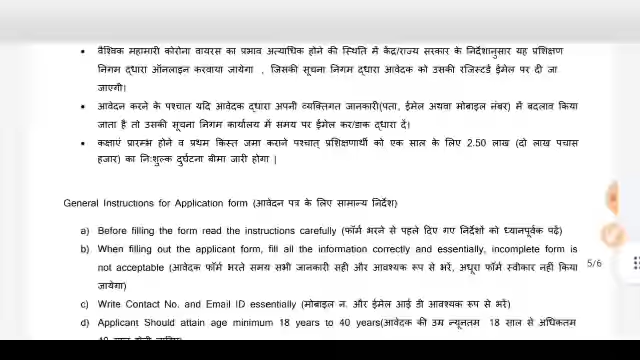 • वैश्विक महामारी कोरोना वायरस का प्रभाव अत्याधिक होने की स्थिति में केंद्र/राज्य सरकार के निर्देशानुसार यह प्रशिक्षण
निगम द्धारा ऑनलाइन करवाया जायेगा , जिसकी सूचना निगम द्धारा आवेदक को उसकी रजिस्टर्ड ईमेल पर दी जा
जाएगी।
• आवेदन करने के पश्चात यदि आवेदक द्धारा अपनी व्यक्तिगत जानकारी(पता, ईमेल अथवा मोबाइल नंबर) में बदलाव किया
जाता है तो उसकी सूचना निगम कार्यालय में समय पर ईमेल कर/डाक द्धारा दें।
• कक्षाएं प्रारम्भ होने व प्रथम किस्त जमा कराने पश्चात् प्रशिक्षणार्थी को एक साल के लिए 2.50 लाख (दो लाख पचास
हजार) का नि:शुल्क दुर्घटना बीमा जारी होगा |
General Instructions for Application form (आवेदन पत्र के लिए सामान्य निर्देश)
a) Before filling the form read the instructions carefully (फॉर्म भरने से पहले दिए गए निर्देशों को ध्यानपूर्वक पढ़ें)
b) When filling out the applicant form, fill all the information correctly and essentially, incomplete form is
not acceptable (आवेदक फॉर्म भरते समय सभी जानकारी सही और आवश्यक रूप से भरें, अधूरा फॉर्म स्वीकार नहीं किया
जायेगा)
5/6
c) Write Contact No. and Email ID essentially (मोबाइल न. और ईमेल आई डी आवश्यक रूप से भरें)
d) Applicant Should attain age minimum 18 years to 40 years(आवेदक की उम्र न्यूनतम 18 साल से अधिकतम